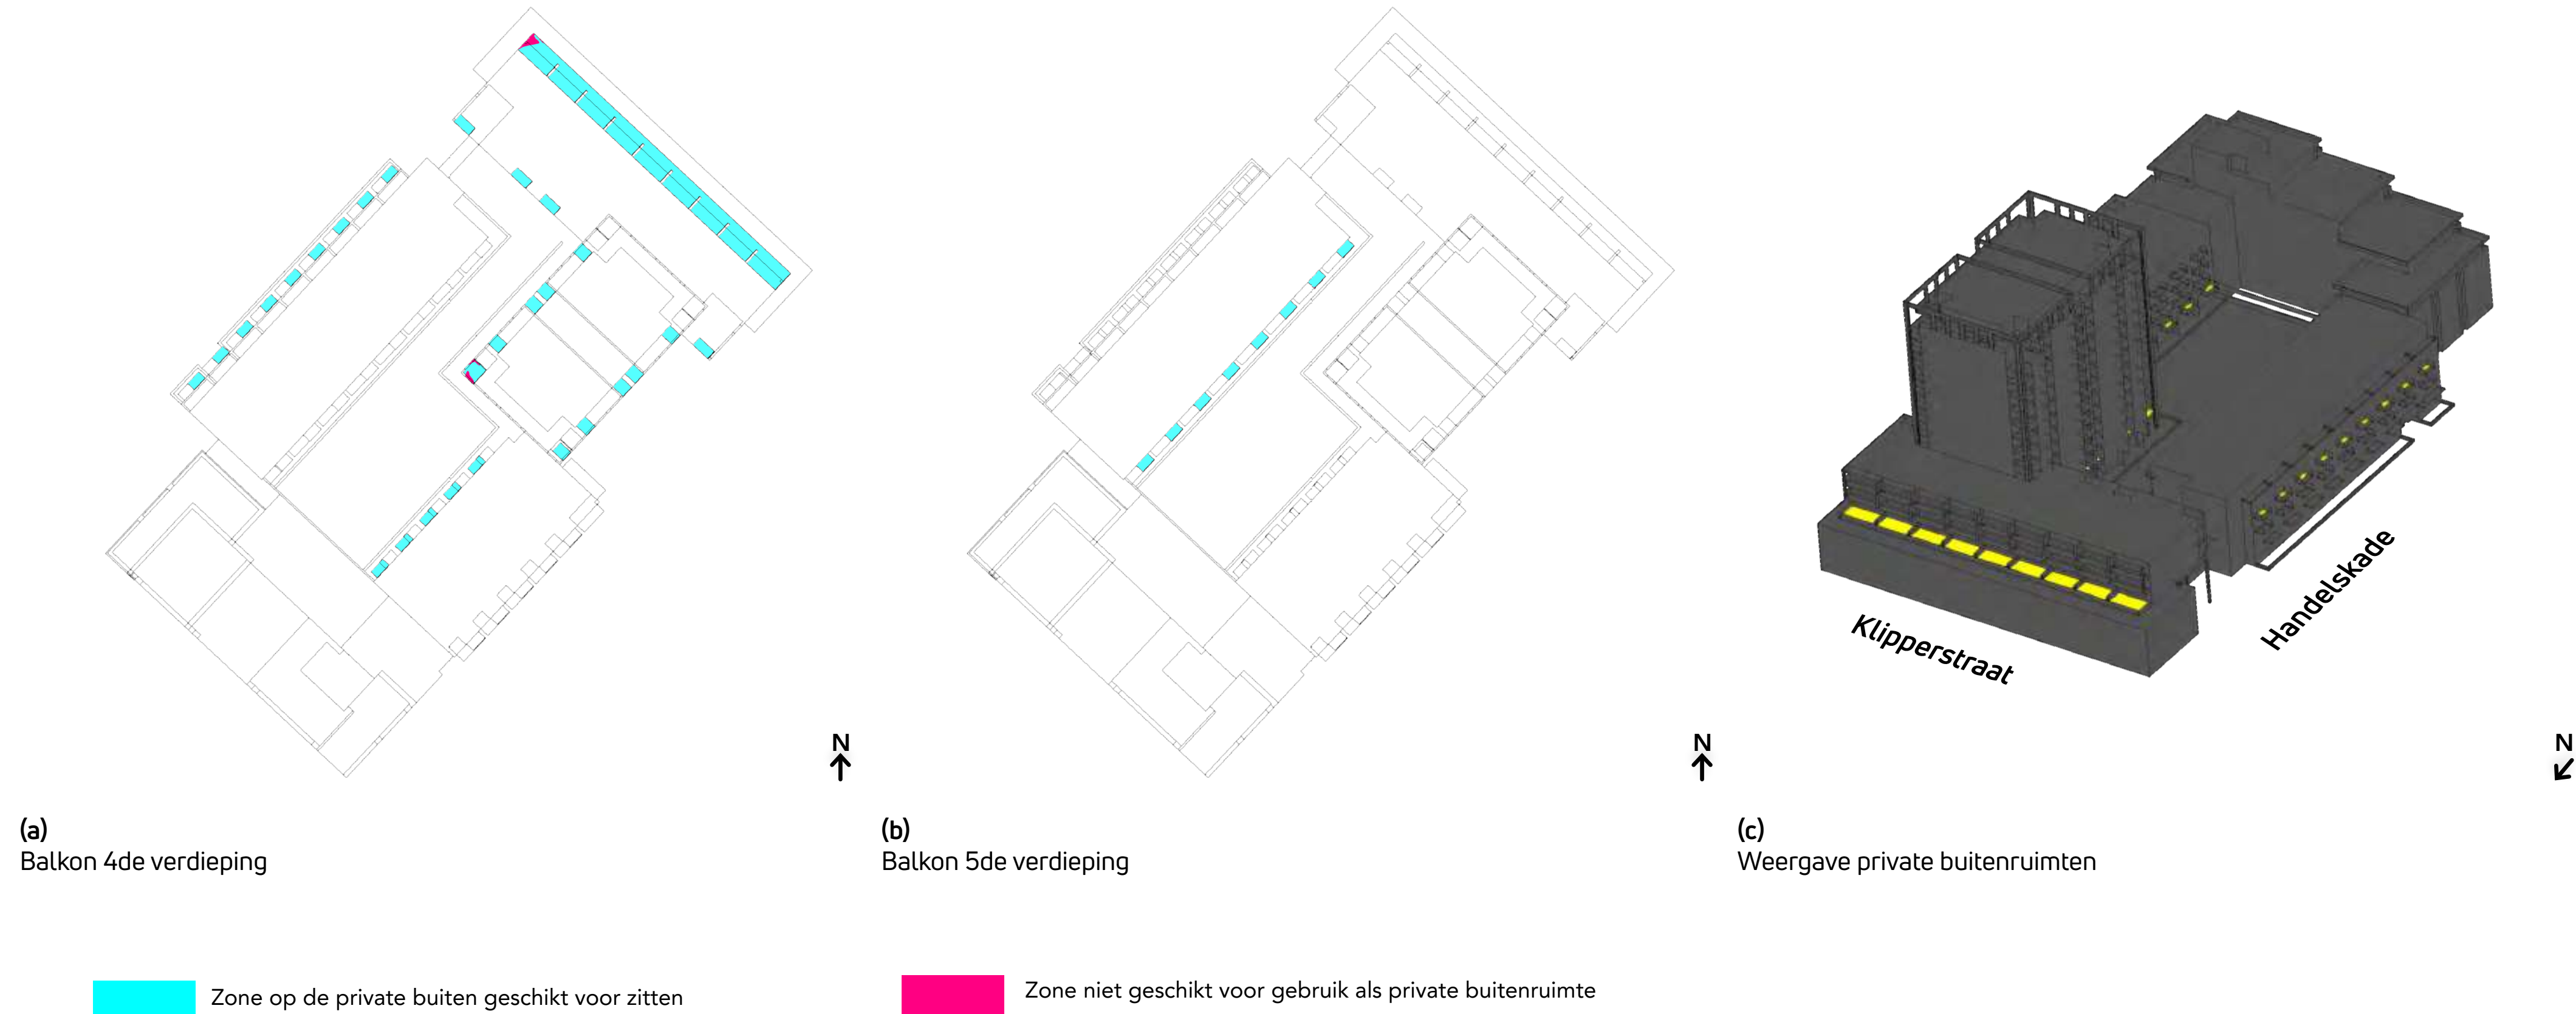 Klipperstraat
Handelskade
N
N
N
(a)
Balkon 4de verdieping
(b)
Balkon 5de verdieping
(c)
Weergave private buitenruimten
Zone op de private buiten geschikt voor zitten
Zone niet geschikt voor gebruik als private buitenruimte